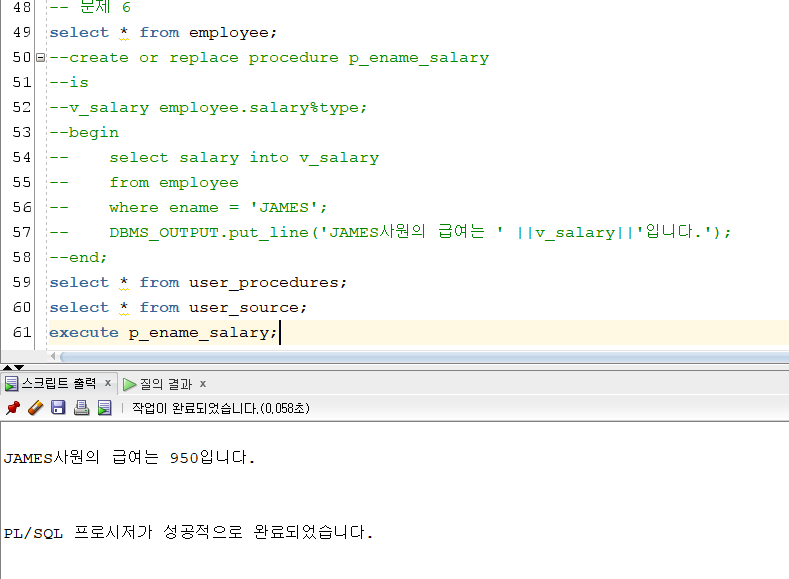 48 -- 문제 6
49 select * from employee;
50 --create or replace procedure p_ename_salary
51 --is
52 --v_salary employee.salary%type;
53 --begin
54 --    select salary into v_salary
55 --    from employee
56 --    where ename = 'JAMES';
57 --    DBMS_OUTPUT.put_line('JAMES사원의 급여는 ' ||v_salary||'입니다.');
58 --end;
59 select * from user_procedures;
60 select * from user_source;
61 execute p_ename_salary;
스크립트 출력 x 질의 결과 x
작업이 완료되었습니다.(0,058초)
JAMES사원의 급여는 950입니다.
PL/SQL 프로시저가 성공적으로 완료되었습니다.